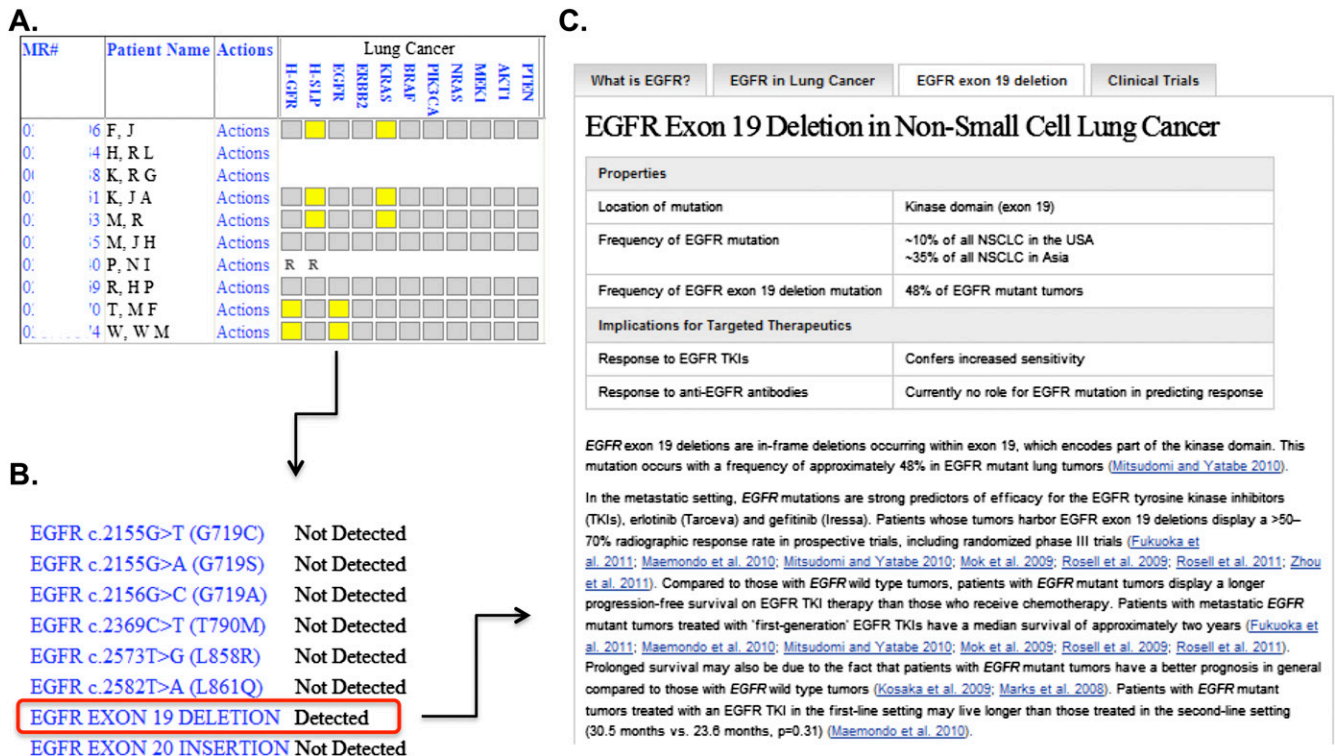 A.
MR# Patient Name Actions Lung Cancer
H-GFR H-SLP EGFR ERBB2 KRAS BRAF PIK3CA NRAS MEK1 AKT1 PTEN
0 6 F, J Actions
0 4 H, R L Actions
0 8 K, R G Actions
0 1 K, J A Actions
0 3 M, R Actions
0 5 M, J H Actions
0 0 P, N I Actions R R
0 9 R, H P Actions
0 0 T, M F Actions
0 4 W, W M Actions
B.
EGFR c.2155G>T (G719C) Not Detected
EGFR c.2155G>A (G719S) Not Detected
EGFR c.2156G>C (G719A) Not Detected
EGFR c.2369C>T (T790M) Not Detected
EGFR c.2573T>G (L858R) Not Detected
EGFR c.2582T>A (L861Q) Not Detected
EGFR EXON 19 DELETION Detected
EGFR EXON 20 INSERTION Not Detected
C.
What is EGFR? EGFR in Lung Cancer EGFR exon 19 deletion Clinical Trials
EGFR Exon 19 Deletion in Non-Small Cell Lung Cancer
Properties
Location of mutation Kinase domain (exon 19)
Frequency of EGFR mutation ~10% of all NSCLC in the USA
~35% of all NSCLC in Asia
Frequency of EGFR exon 19 deletion mutation 48% of EGFR mutant tumors
Implications for Targeted Therapeutics
Response to EGFR TKIs Confers increased sensitivity
Response to anti-EGFR antibodies Currently no role for EGFR mutation in predicting response
EGFR exon 19 deletions are in-frame deletions occurring within exon 19, which encodes part of the kinase domain. This
mutation occurs with a frequency of approximately 48% in EGFR mutant lung tumors (Mitsudomi and Yatabe 2010).
In the metastatic setting, EGFR mutations are strong predictors of efficacy for the EGFR tyrosine kinase inhibitors
(TKIs), erlotinib (Tarceva) and gefitinib (Iressa). Patients whose tumors harbor EGFR exon 19 deletions display a >50–
70% radiographic response rate in prospective trials, including randomized phase III trials (Fukuoka et
al. 2011; Maemondo et al. 2010; Mitsudomi and Yatabe 2010; Mok et al. 2009; Rosell et al. 2009; Rosell et al. 2011; Zhou
et al. 2011). Compared to those with EGFR wild type tumors, patients with EGFR mutant tumors display a longer
progression-free survival on EGFR TKI therapy than those who receive chemotherapy. Patients with metastatic EGFR
mutant tumors treated with 'first-generation' EGFR TKIs have a median survival of approximately two years (Fukuoka et
al. 2011; Maemondo et al. 2010; Mitsudomi and Yatabe 2010; Mok et al. 2009; Rosell et al. 2009; Rosell et al. 2011).
Prolonged survival may also be due to the fact that patients with EGFR mutant tumors have a better prognosis in general
compared to those with EGFR wild type tumors (Kosaka et al. 2009; Marks et al. 2008). Patients with EGFR mutant
tumors treated with an EGFR TKI in the first-line setting may live longer than those treated in the second-line setting
(30.5 months vs. 23.6 months, p=0.31) (Maemondo et al. 2010).